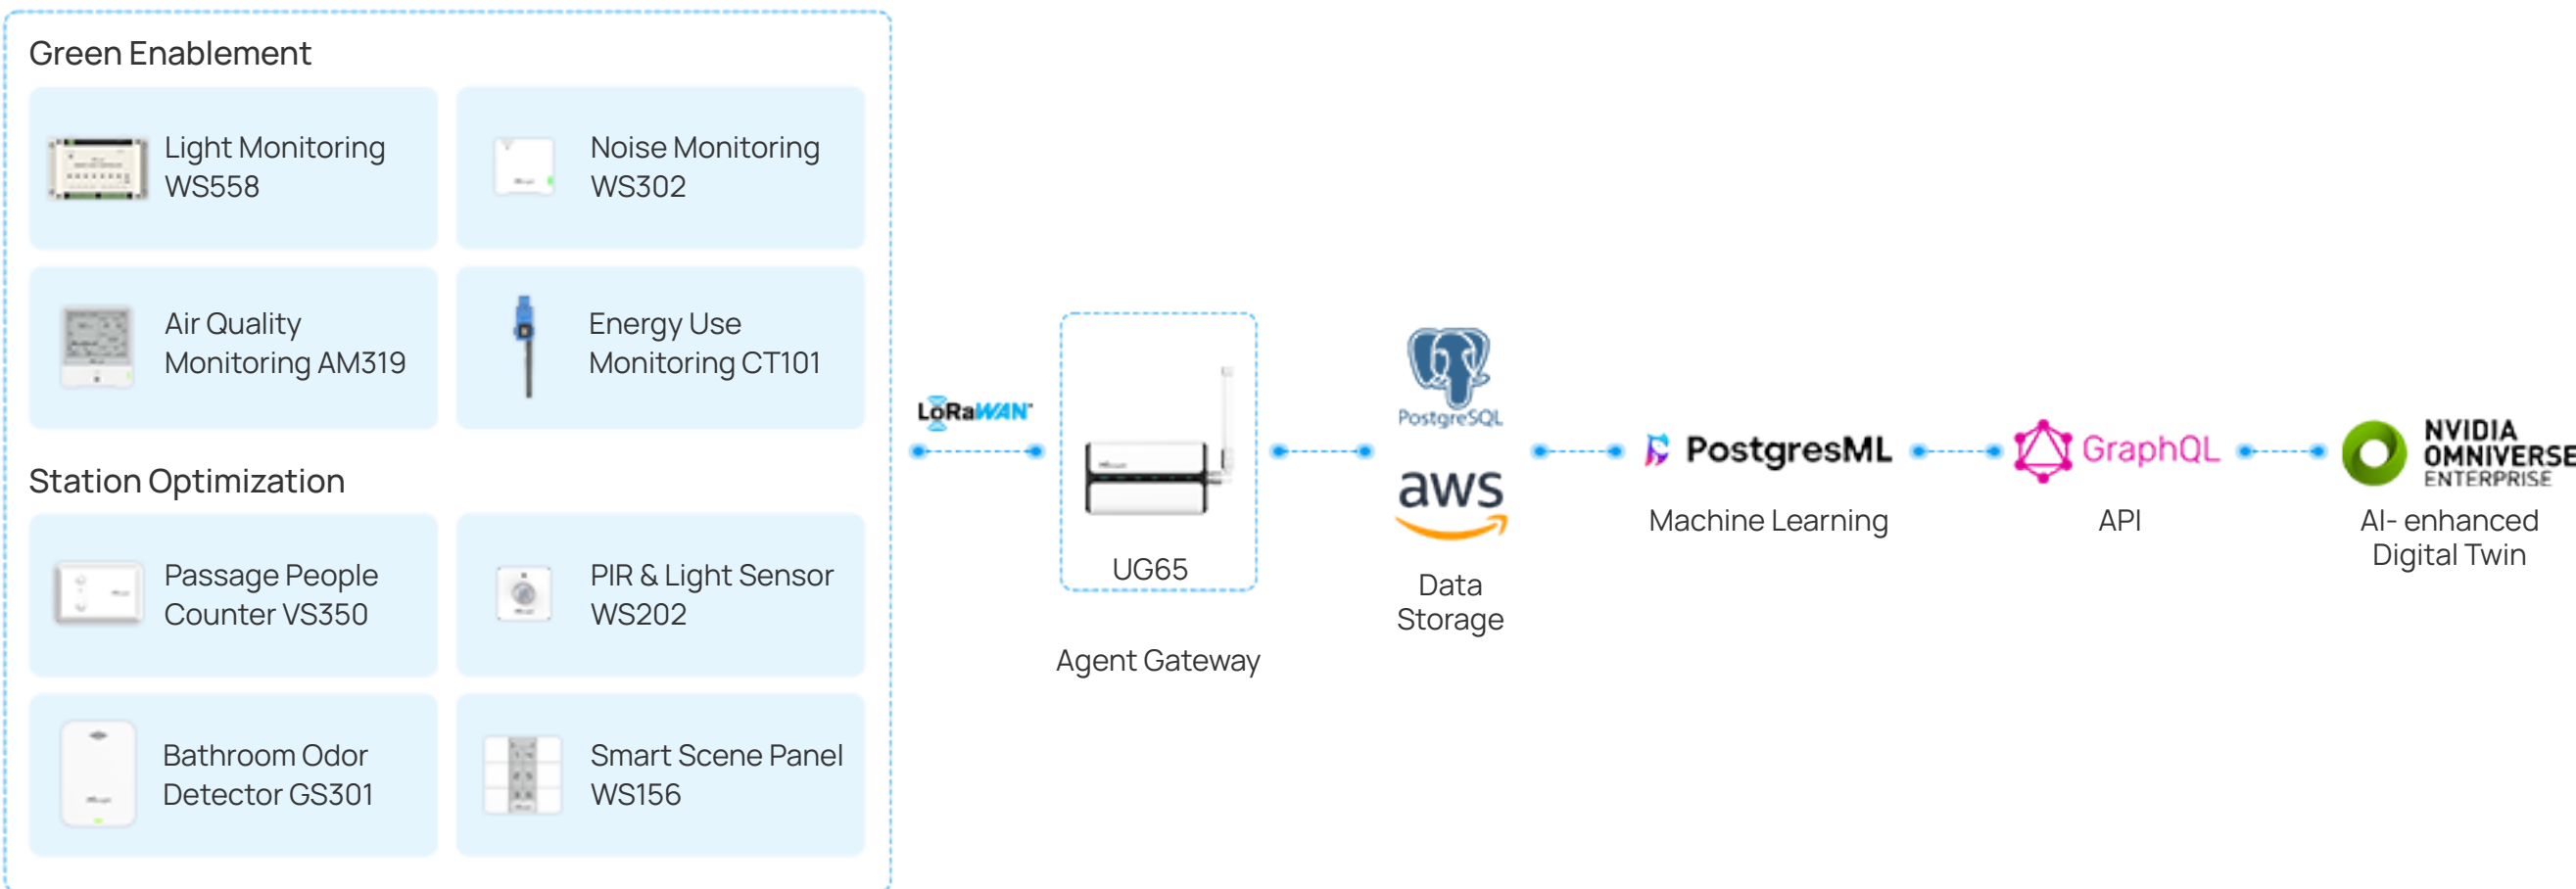 Green Enablement
Light Monitoring
WS558
Noise Monitoring
WS302
Air Quality
Monitoring AM319
Energy Use
Monitoring CT101
Station Optimization
Passage People
Counter VS350
PIR & Light Sensor
WS202
Bathroom Odor
Detector GS301
Smart Scene Panel
WS156
LoRaWAN
UG65
Agent Gateway
PostgreSQL
aws
Data
Storage
PostgresML
Machine Learning
GraphQL
API
NVIDIA
OMNIVERSE
ENTERPRISE
AI- enhanced
Digital Twin